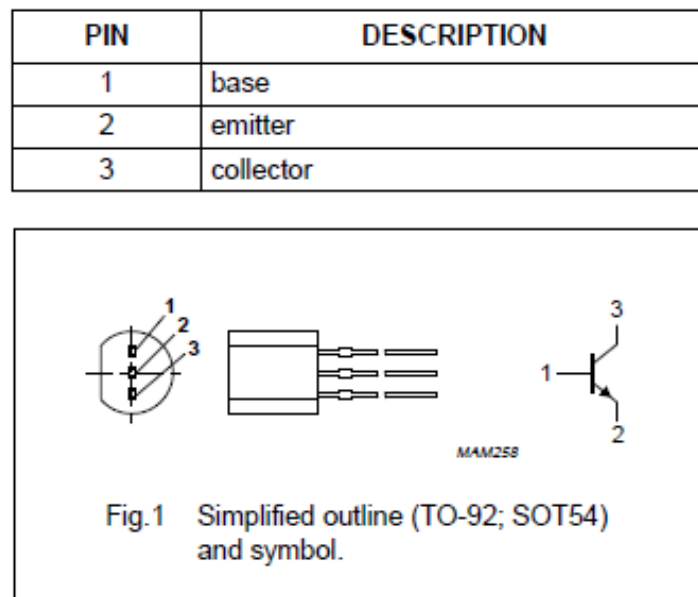 PIN DESCRIPTION
1 base
2 emitter
3 collector
1
2
3
3
1
2
MAM258
Fig.1 Simplified outline (TO-92; SOT54)
and symbol.